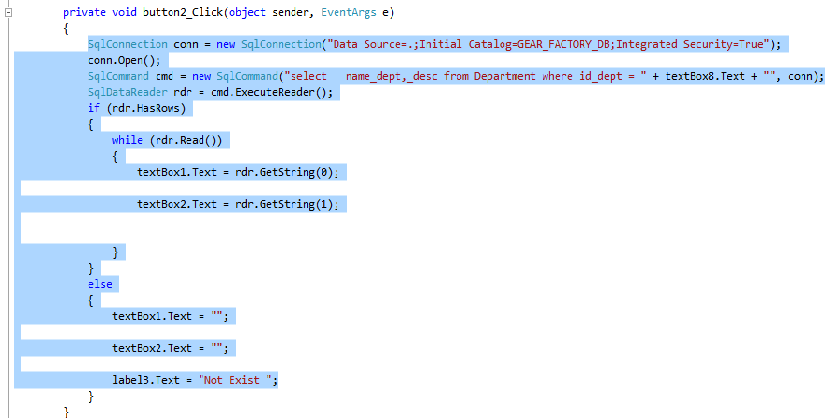 private void button2_Click(object sender, EventArgs e)
{
SqlConnection conn = new SqlConnection("Data Source=.;Initial Catalog=GEAR_FACTORY_DB;Integrated Security=True");
conn.Open();
SqlCommand cmd = new SqlCommand("select   name_dept,_desc from Department where id_dept = " + textBox8.Text + "", conn);
SqlDataReader rdr = cmd.ExecuteReader();
if (rdr.HasRows)
{
while (rdr.Read())
{
textBox1.Text = rdr.GetString(0);
textBox2.Text = rdr.GetString(1);
}
}
else
{
textBox1.Text = "";
textBox2.Text = "";
label3.Text = "Not Exist ";
}
}